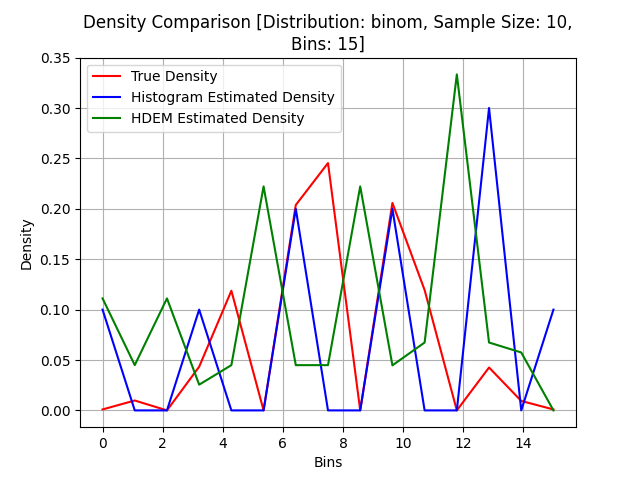 Density Comparison [Distribution: binom, Sample Size: 10,
Bins: 15]
0.35
0.30
0.25
0.20
0.15
0.10
0.05
0.00
Density
True Density
Histogram Estimated Density
HDEM Estimated Density
0 2 4 6 8 10 12 14
Bins